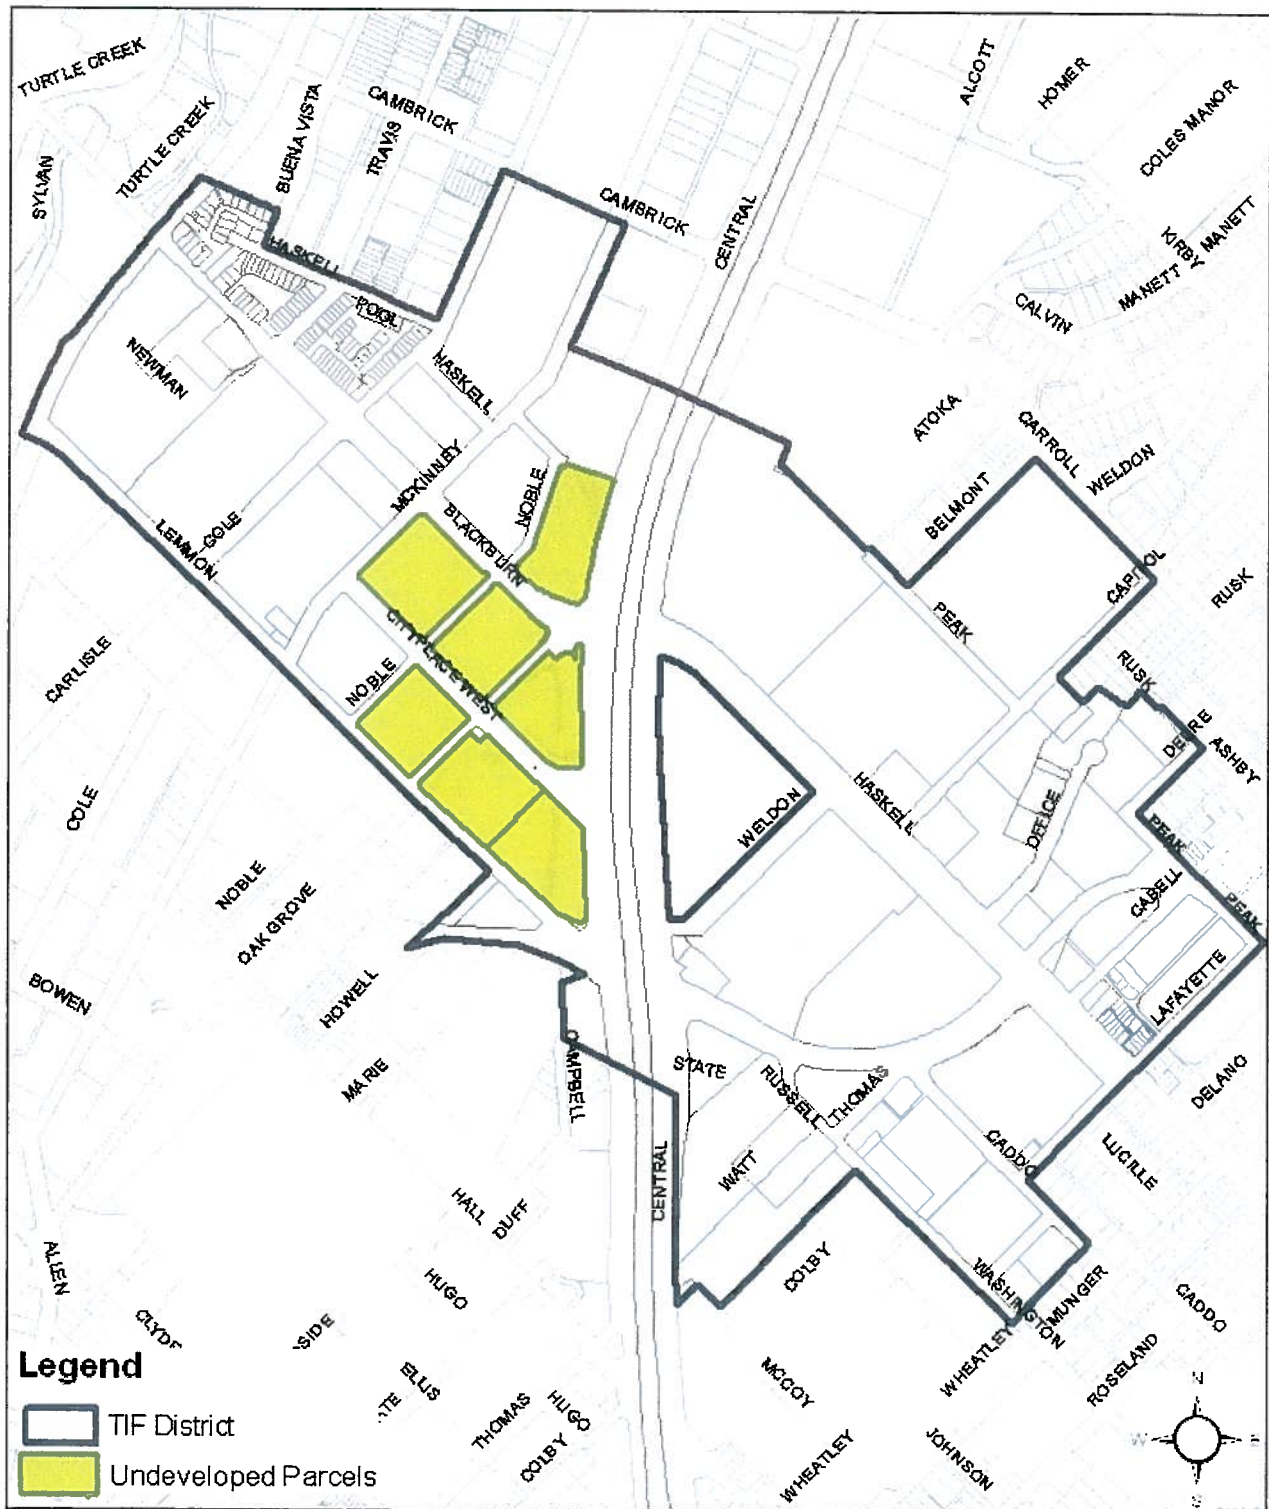 TURTLE CREEK
SYLVAN
TURTLE CREEK
BUENA VISTA
CAMBRICK
TRAVIS
CAMBRICK
CENTRAL
ALCOTT
HOMER
COLES MANOR
KIRBY
MANETT
MANETT
CALVIN
HASKELL
POOL
NEWMAN
HASKELL
ATOKA
CARROLL
WELDON
BELMONT
MCKINNEY
NOBLE
BLACKBURN
LEMMON
COLE
CAPITOL
RUSK
PEAK
CITYPLACE WEST
NOBLE
CARLISLE
RUSK
DEERE
ASHBY
COLE
WELDON
HASKELL
OFFICE
PEAK
CABELL
PEAK
NOBLE
OAK GROVE
LAFAYETTE
BOWEN
HOWELL
MARIE
CAMPBELL
STATE
RUSSELL
THOMAS
DELANO
WATT
CADDO
LUCILLE
CENTRAL
HALL
DUFF
COLBY
WASHINGTON
MUNGER
CADDO
ALLEN
HUGO
CLYDE
SIDE
WHEATLEY
ROSELAND
MCCOY
ELLIS
THOMAS
HUGO
COLBY
WHEATLEY
JOHNSON
Legend
TIF District
Undeveloped Parcels
N
W
E
S